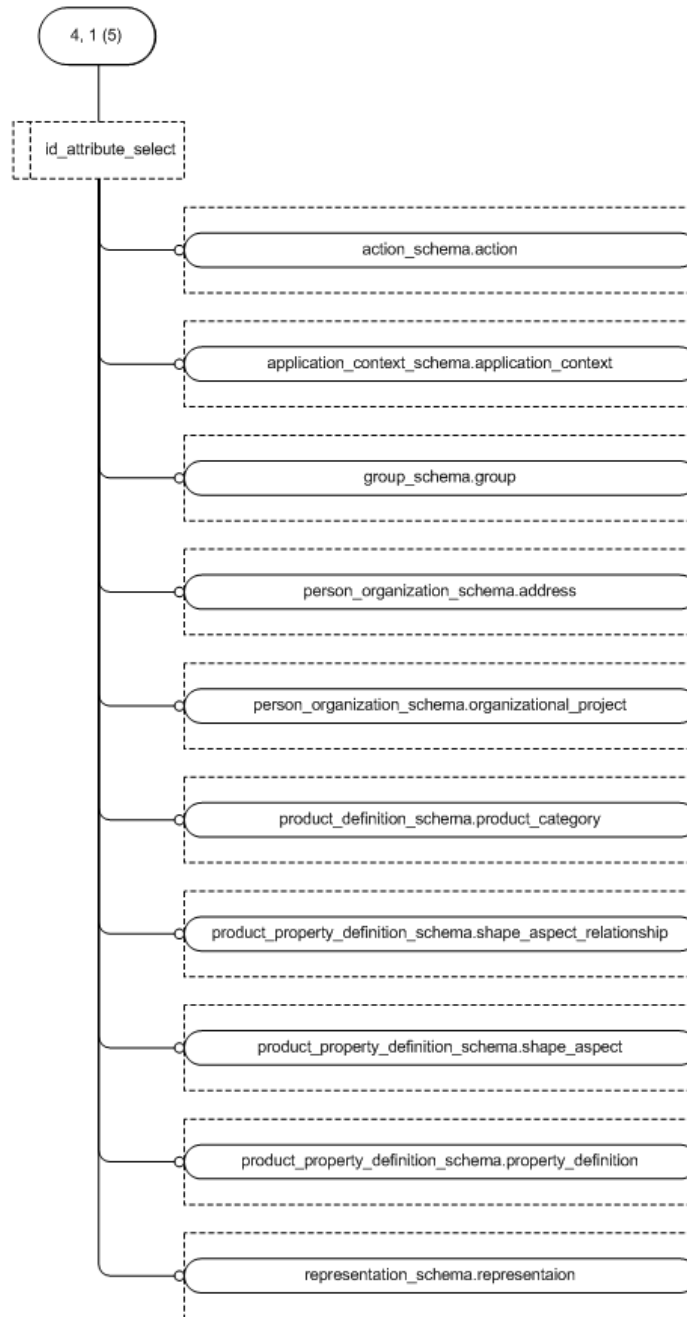 4, 1 (5)
id_attribute_select
action_schema.action
application_context_schema.application_context
group_schema.group
person_organization_schema.address
person_organization_schema.organizational_project
product_definition_schema.product_category
product_property_definition_schema.shape_aspect_relationship
product_property_definition_schema.shape_aspect
product_property_definition_schema.property_definition
representation_schema.representaion